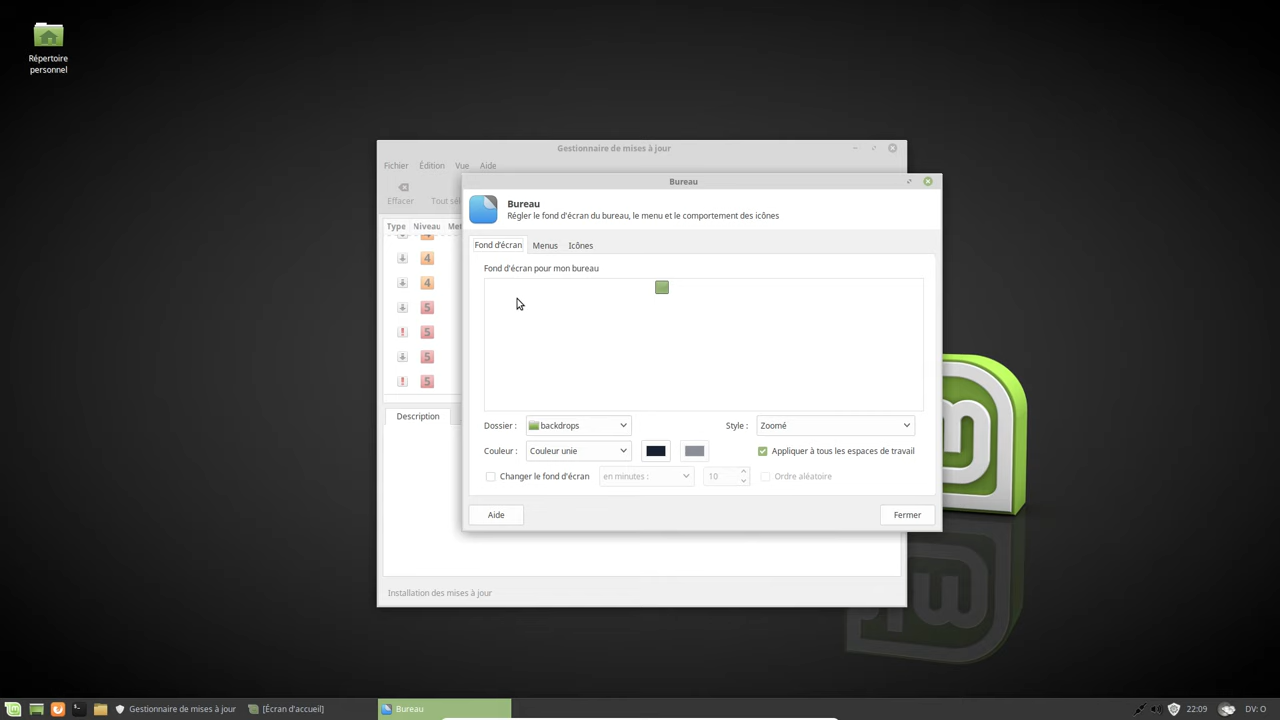 Répertoire
personnel
Gestionnaire de mises à jour
Fichier Édition Vue Aide
Effacer Tout
Type Niveau
4
4
5
5
5
5
Description
Installation des mises à jour
Bureau
Bureau
Régler le fond d'écran du bureau, le menu et le comportement des icônes
Fond d'écran Menus Icônes
Fond d'écran pour mon bureau
Dossier : backdrops Style : Zoomé
Couleur : Couleur unie Appliquer à tous les espaces de travail
Changer le fond d'écran en minutes : 10 Ordre aléatoire
Aide Fermer
Gestionnaire de mises à jour [Écran d'accueil] Bureau 22:09 DV: O